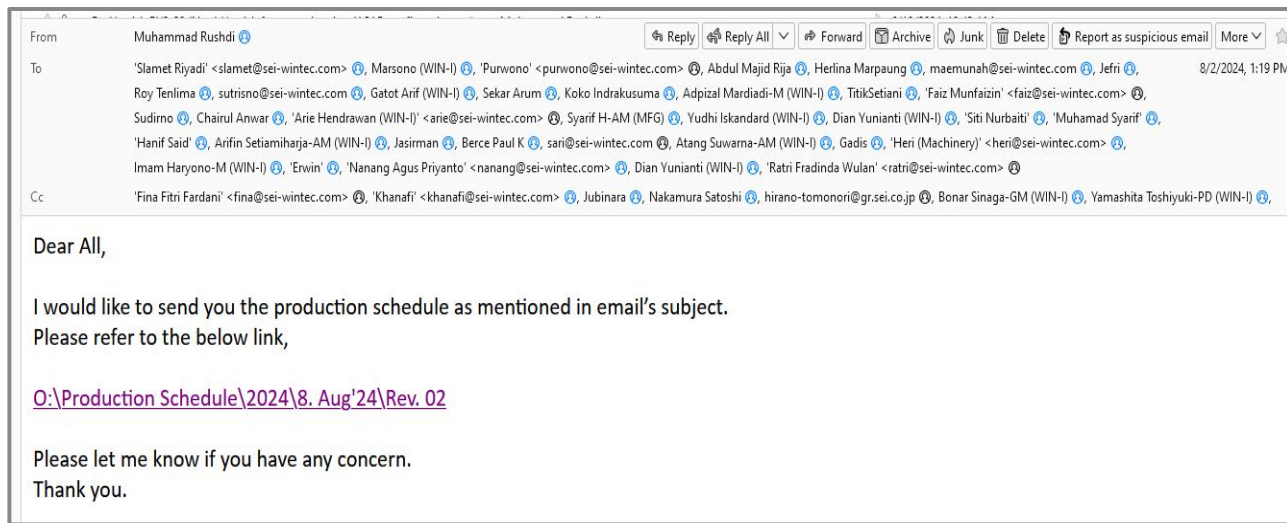 From Muhammad Rushdi Reply Reply All Forward Archive Junk Delete Report as suspicious email More
To 'Slamet Riyadi' <slamet@sei-wintec.com> , Marsono (WIN-I) , 'Purwono' <purwono@sei-wintec.com> , Abdul Majid Rija , Herlina Marpaung , maemunah@sei-wintec.com , Jefri , 8/2/2024, 1:19 PM
Roy Tenlima , sutrisno@sei-wintec.com , Gatot Arif (WIN-I) , Sekar Arum , Koko Indrakusuma , Adpizal Mardiadi-M (WIN-I) , TitikSetiani , 'Faiz Munfaizin' <faiz@sei-wintec.com> ,
Sudirno , Chairul Anwar , 'Arie Hendrawan (WIN-I)' <arie@sei-wintec.com> , Syarif H-AM (MFG) , Yudhi Iskandard (WIN-I) , Dian Yunianti (WIN-I) , 'Siti Nurbaiti' , 'Muhamad Syarif' ,
'Hanif Said' , Arifin Setiamiharja-AM (WIN-I) , Jasirman , Berce Paul K , sari@sei-wintec.com , Atang Suwarna-AM (WIN-I) , Gadis , 'Heri (Machinery)' <heri@sei-wintec.com> ,
Imam Haryono-M (WIN-I) , 'Erwin' , 'Nanang Agus Priyanto' <nanang@sei-wintec.com> , Dian Yunianti (WIN-I) , 'Ratri Fradinda Wulan' <ratri@sei-wintec.com>
Cc 'Fina Fitri Fardani' <fina@sei-wintec.com> , 'Khanafi' <khanafi@sei-wintec.com> , Jubinara , Nakamura Satoshi , hirano-tomonori@gr.sei.co.jp , Bonar Sinaga-GM (WIN-I) , Yamashita Toshiyuki-PD (WIN-I) ,
Dear All,
I would like to send you the production schedule as mentioned in email's subject.
Please refer to the below link,
O:\Production Schedule\2024\8. Aug'24\Rev. 02
Please let me know if you have any concern.
Thank you.